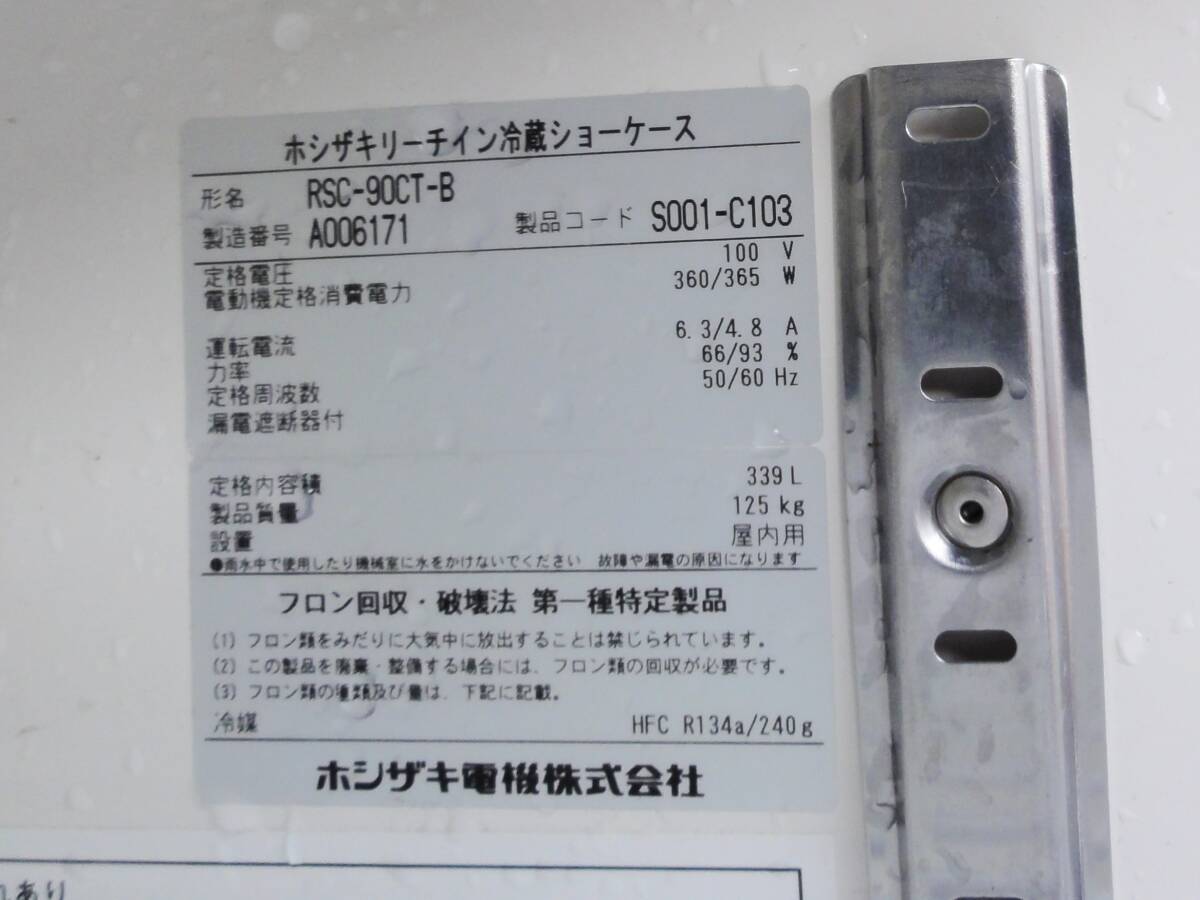 ホシザキリーチイン冷蔵ショーケース
形名 RSC-90CT-B
製造番号 A006171 製品コード S001-C103
定格電圧 100 V
電動機定格消費電力 360/365 W
運転電流 6.3/4.8 A
力率 66/93 %
定格周波数 50/60 Hz
漏電遮断器付
定格内容積 339 L
製品質量 125 kg
設置 屋内用
●雨水中で使用したり機械室に水をかけないでください 故障や漏電の原因になります
フロン回収・破壊法 第一種特定製品
(1) フロン類をみだりに大気中に放出することは禁じられています。
(2) この製品を廃棄・整備する場合には、フロン類の回収が必要です。
(3) フロン類の種類及び量は、下記に記載。
冷媒 HFC R134a/240g
ホシザキ電機株式会社
あり